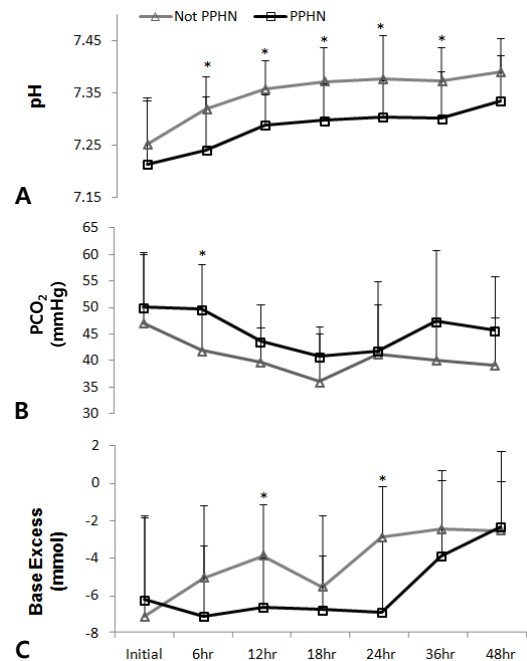 Not PPHN PPHN
7.45
* * * * *
7.35
pH
7.25
7.15
A
65
60
*
55
50
PCO2
(mmHg)
45
40
35
30
B
2
0
* *
-2
Base Excess
(mmol)
-4
-6
-8
C
Initial 6hr 12hr 18hr 24hr 36hr 48hr